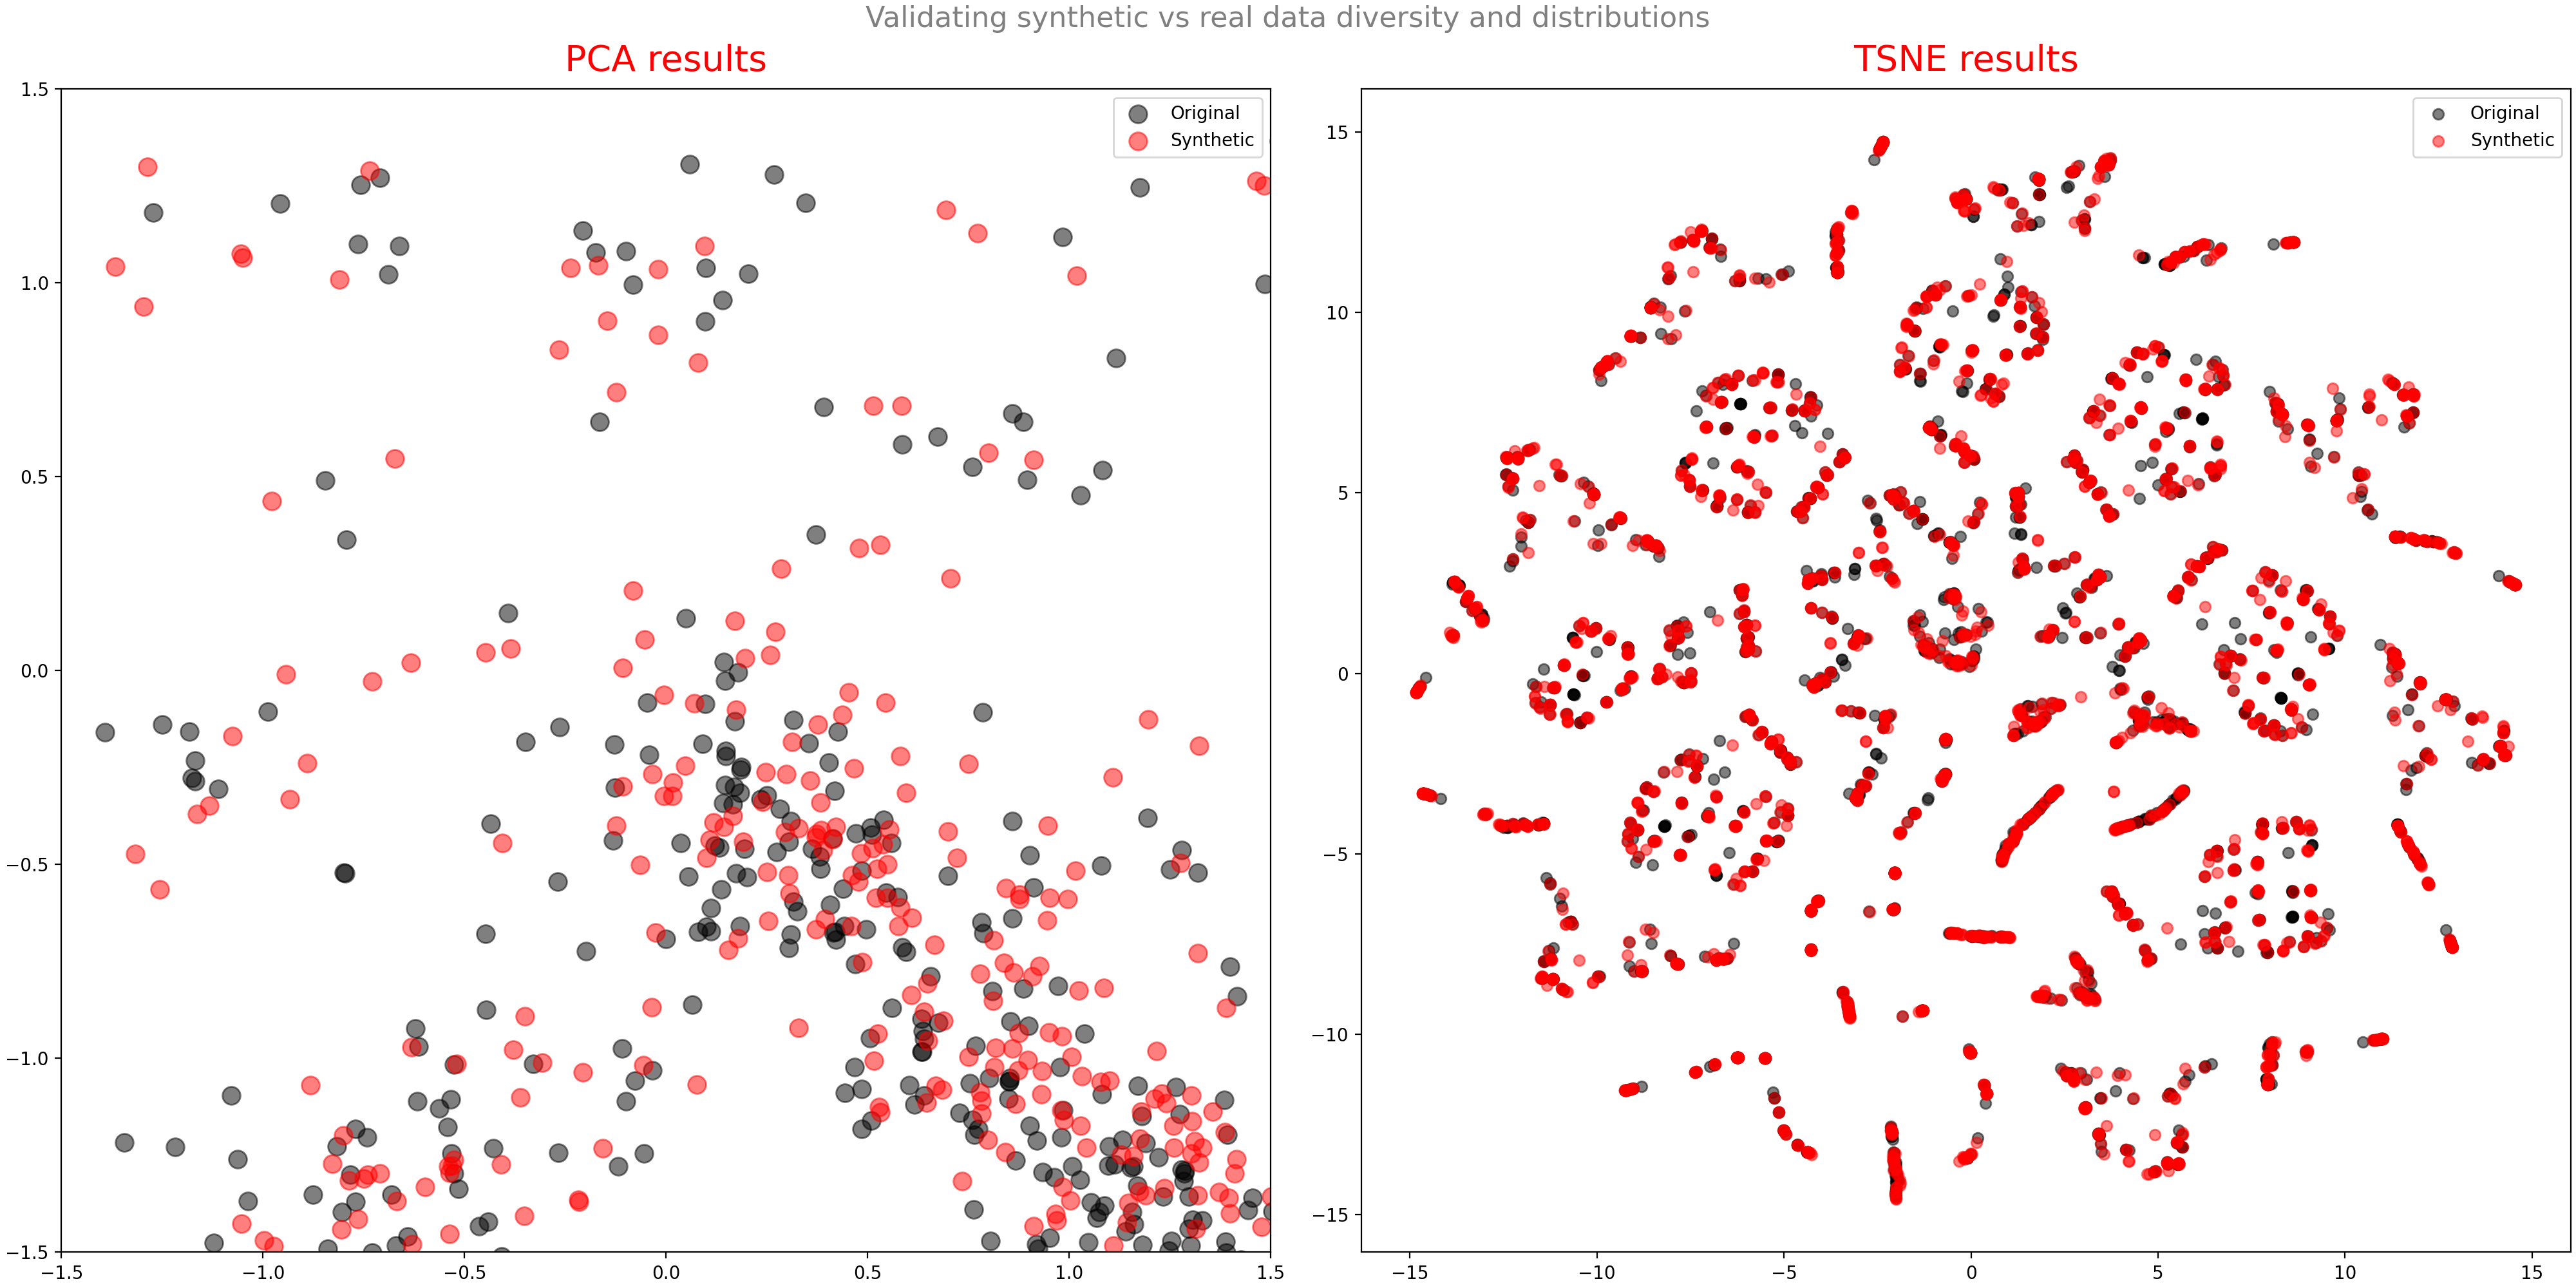 Validating synthetic vs real data diversity and distributions
PCA results
TSNE results
Original
Synthetic
Original
Synthetic
1.5
1.0
0.5
0.0
−0.5
−1.0
−1.5
−1.5 −1.0 −0.5 0.0 0.5 1.0 1.5
15
10
5
0
−5
−10
−15
−15 −10 −5 0 5 10 15